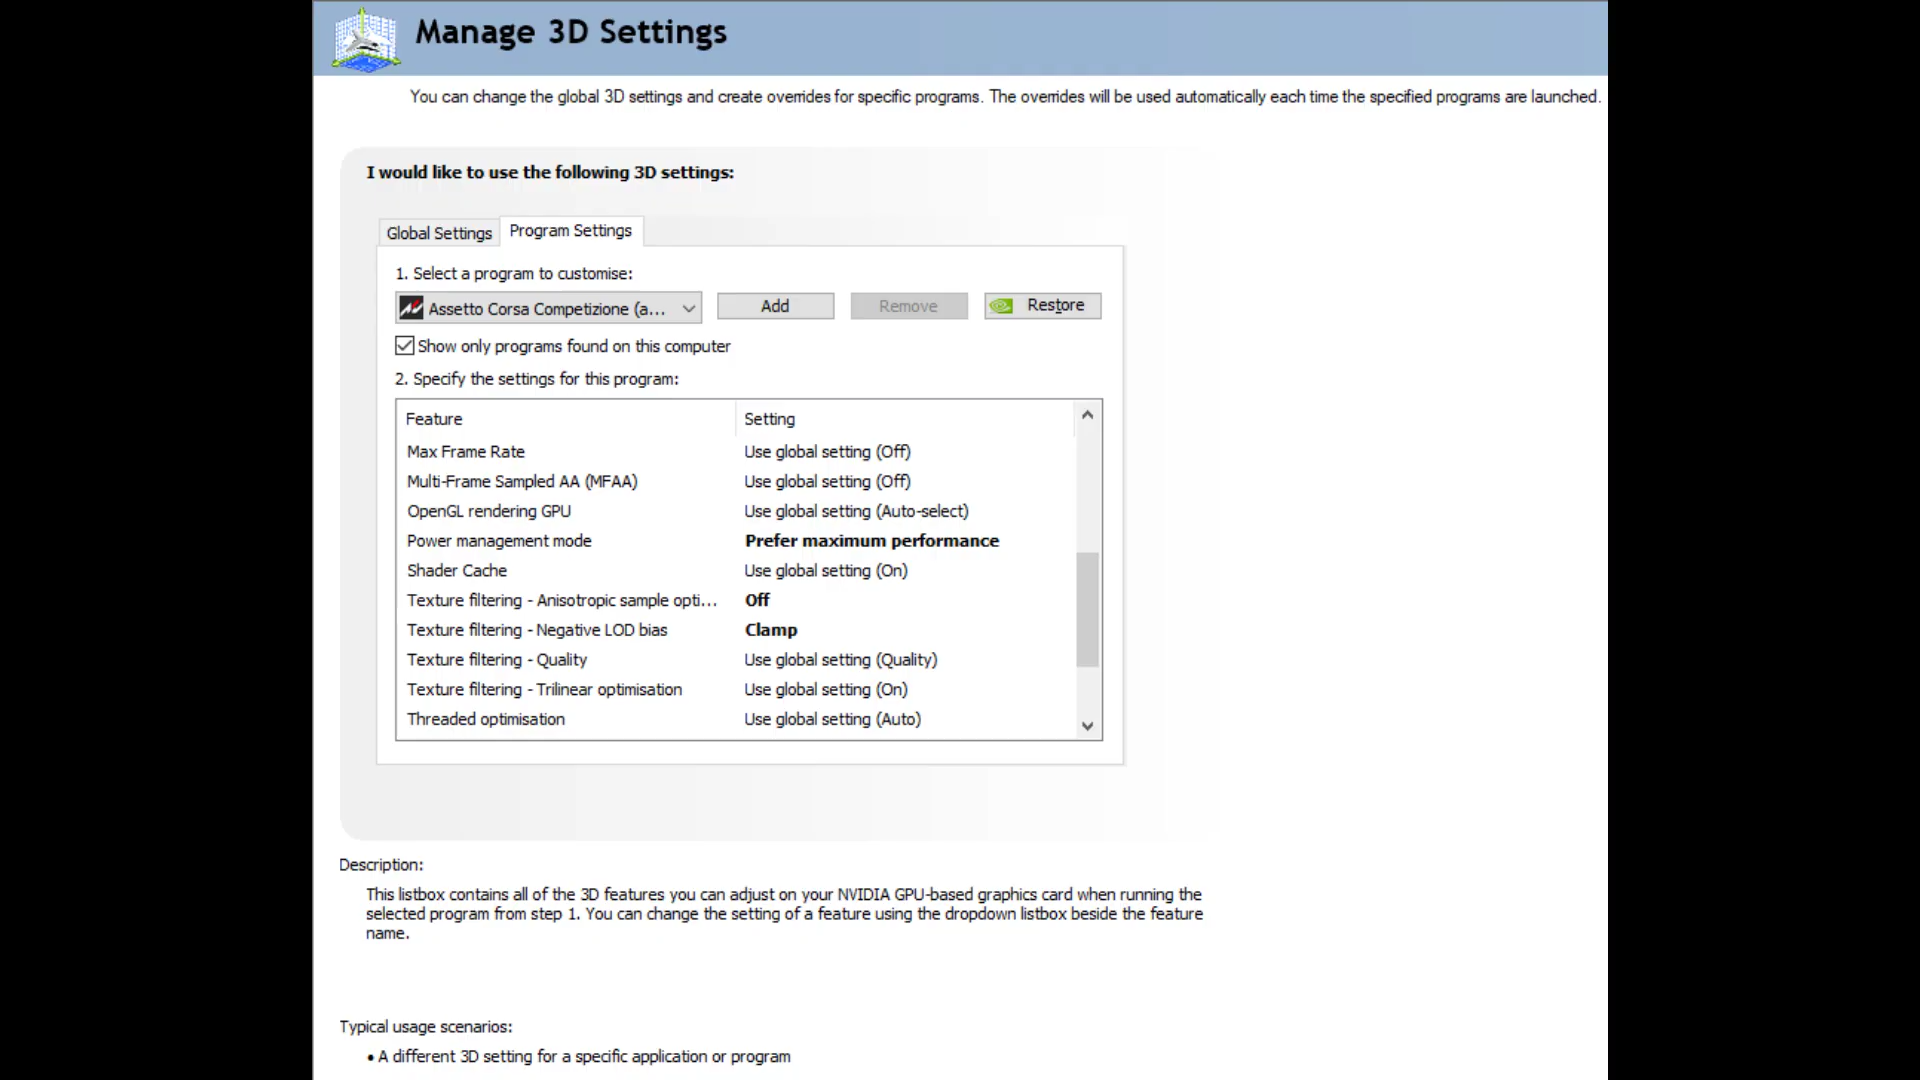 Manage 3D Settings
You can change the global 3D settings and create overrides for specific programs. The overrides will be used automatically each time the specified programs are launched.
I would like to use the following 3D settings:
Global Settings
Program Settings
1. Select a program to customise:
Assetto Corsa Competizione (a...
Add
Remove
Restore
Show only programs found on this computer
2. Specify the settings for this program:
Feature Setting
Max Frame Rate Use global setting (Off)
Multi-Frame Sampled AA (MFAA) Use global setting (Off)
OpenGL rendering GPU Use global setting (Auto-select)
Power management mode Prefer maximum performance
Shader Cache Use global setting (On)
Texture filtering - Anisotropic sample opti... Off
Texture filtering - Negative LOD bias Clamp
Texture filtering - Quality Use global setting (Quality)
Texture filtering - Trilinear optimisation Use global setting (On)
Threaded optimisation Use global setting (Auto)
Description:
This listbox contains all of the 3D features you can adjust on your NVIDIA GPU-based graphics card when running the
selected program from step 1. You can change the setting of a feature using the dropdown listbox beside the feature
name.
Typical usage scenarios:
• A different 3D setting for a specific application or program